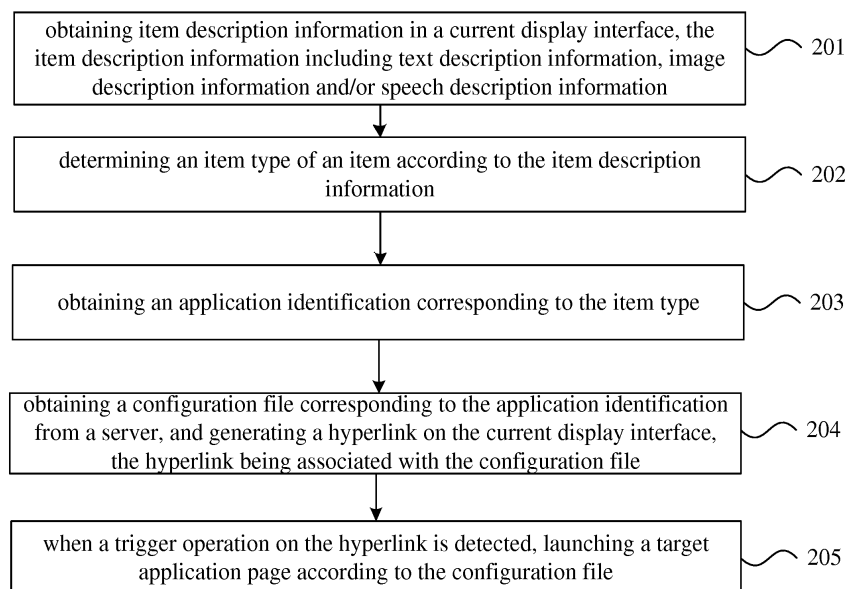 obtaining item description information in a current display interface, the
item description information including text description information, image
description information and/or speech description information
201
determining an item type of an item according to the item description
information
202
obtaining an application identification corresponding to the item type
203
obtaining a configuration file corresponding to the application identification
from a server, and generating a hyperlink on the current display interface,
the hyperlink being associated with the configuration file
204
when a trigger operation on the hyperlink is detected, launching a target
application page according to the configuration file
205